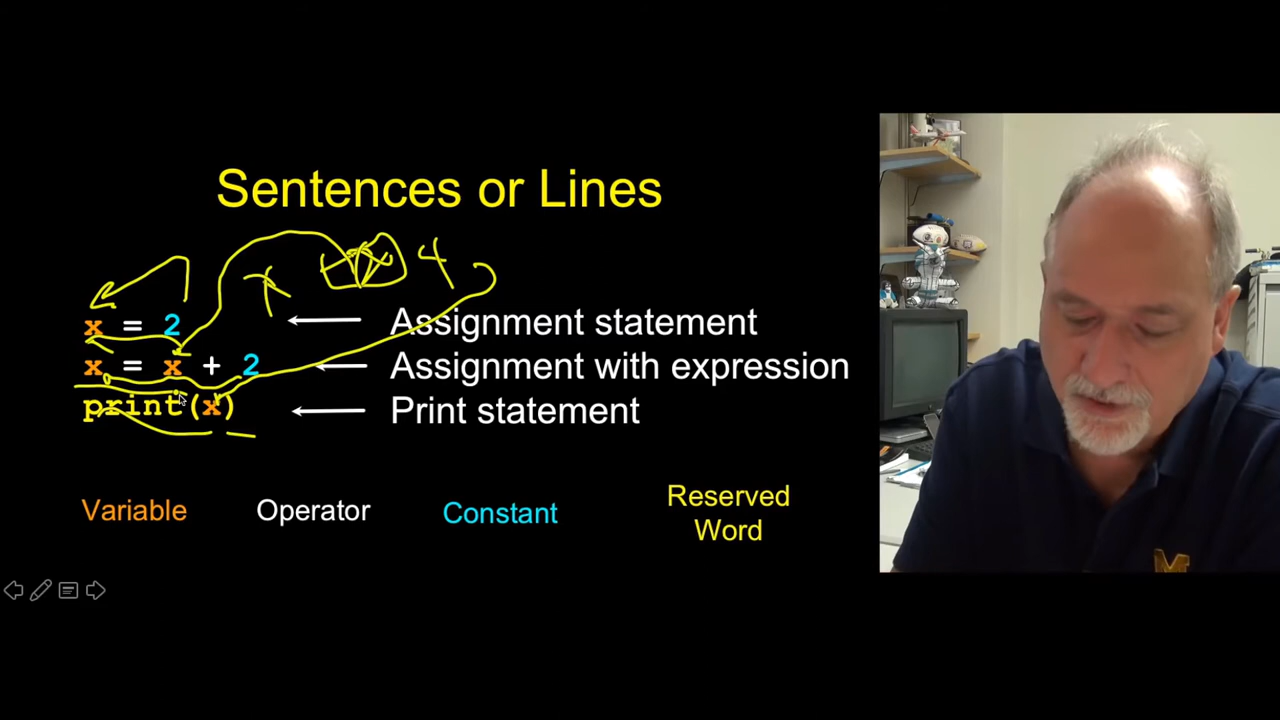 Sentences or Lines
x 4
x = 2 Assignment statement
x = x + 2 Assignment with expression
print(x) Print statement
Variable Operator Constant Reserved Word
M